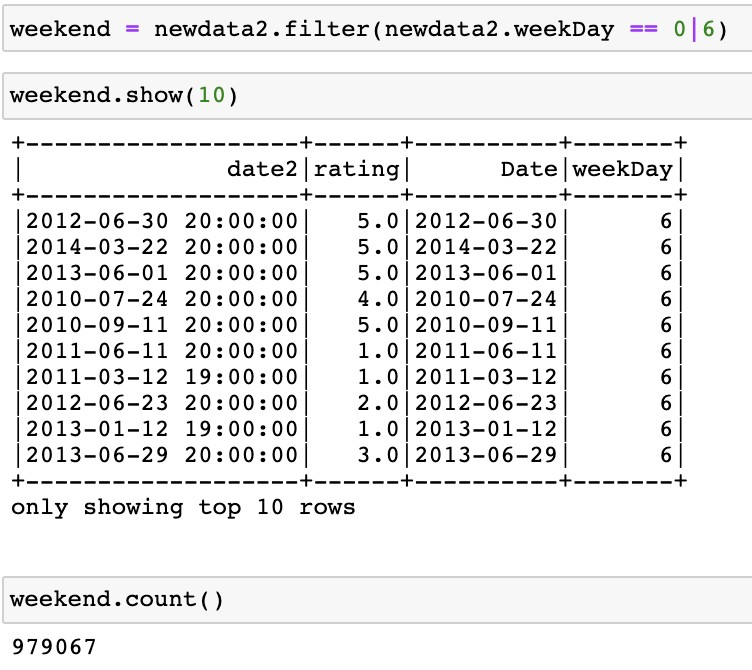 weekend = newdata2.filter(newdata2.weekDay == 0|6)
weekend.show(10)
+-------------------+------+----------+-------+
|              date2|rating|      Date|weekDay|
+-------------------+------+----------+-------+
|2012-06-30 20:00:00|   5.0|2012-06-30|      6|
|2014-03-22 20:00:00|   5.0|2014-03-22|      6|
|2013-06-01 20:00:00|   5.0|2013-06-01|      6|
|2010-07-24 20:00:00|   4.0|2010-07-24|      6|
|2010-09-11 20:00:00|   5.0|2010-09-11|      6|
|2011-06-11 20:00:00|   1.0|2011-06-11|      6|
|2011-03-12 19:00:00|   1.0|2011-03-12|      6|
|2012-06-23 20:00:00|   2.0|2012-06-23|      6|
|2013-01-12 19:00:00|   1.0|2013-01-12|      6|
|2013-06-29 20:00:00|   3.0|2013-06-29|      6|
+-------------------+------+----------+-------+
only showing top 10 rows
weekend.count()
979067